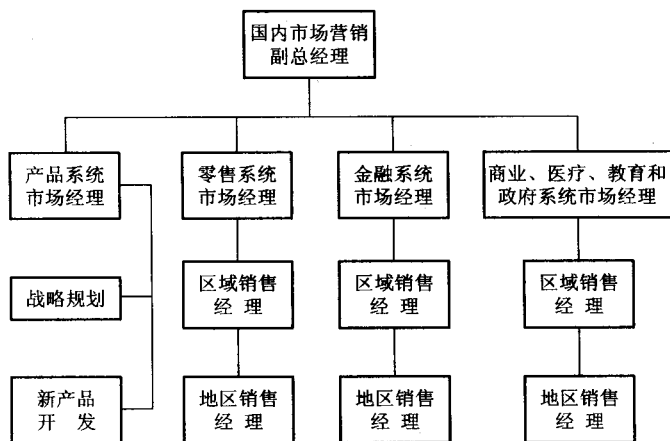 国内市场营销
副总经理
产品系统
市场经理
零售系统
市场经理
金融系统
市场经理
商业、医疗、教育和
政府系统市场经理
战略规划
区域销售
经 理
区域销售
经 理
区域销售
经 理
新产品
开 发
地区销售
经 理
地区销售
经 理
地区销售
经 理